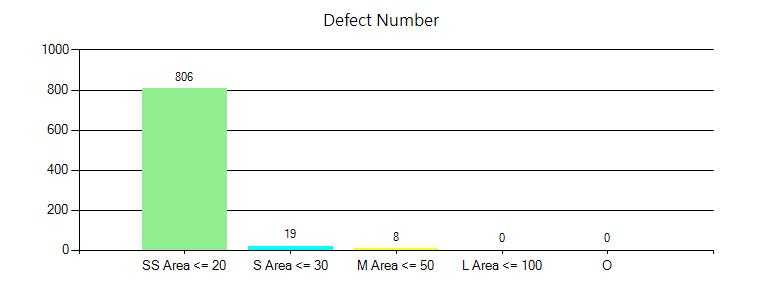 Defect Number
1000
800
600
400
200
0
806
19
8
0
0
SS Area <= 20
S Area <= 30
M Area <= 50
L Area <= 100
O